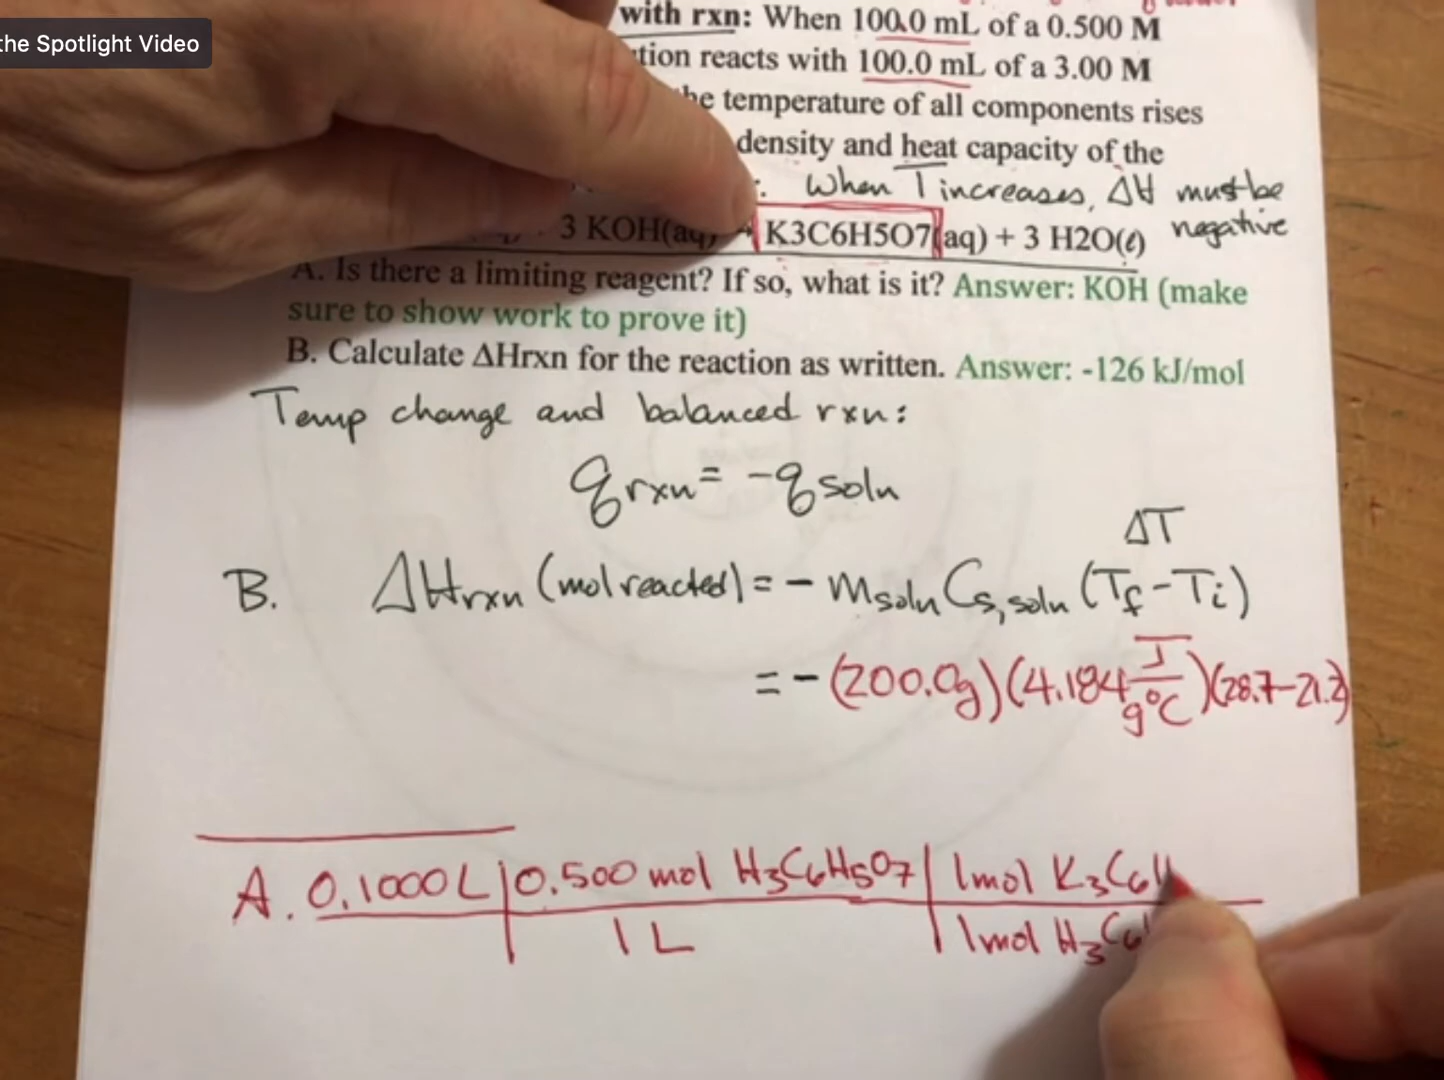 the Spotlight Video
with rxn: When 100.0 mL of a 0.500 M
tion reacts with 100.0 mL of a 3.00 M
he temperature of all components rises
density and heat capacity of the
When T increases, ΔH must be
negative
3 KOH(aq) K3C6H5O7(aq) + 3 H2O(ℓ)
A. Is there a limiting reagent? If so, what is it? Answer: KOH (make
sure to show work to prove it)
B. Calculate ΔHrxn for the reaction as written. Answer: -126 kJ/mol
Temp change and balanced rxn:
qrxn = -qsoln
ΔT
B. ΔHrxn (mol reacted) = - msoln Cs,soln (Tf - Ti)
= - (200.0g)(4.184 J/g°C)(28.7-21.2)
A. 0.1000 L | 0.500 mol H3C6H5O7 | 1mol K3C6H
1 L | 1mol H3C6